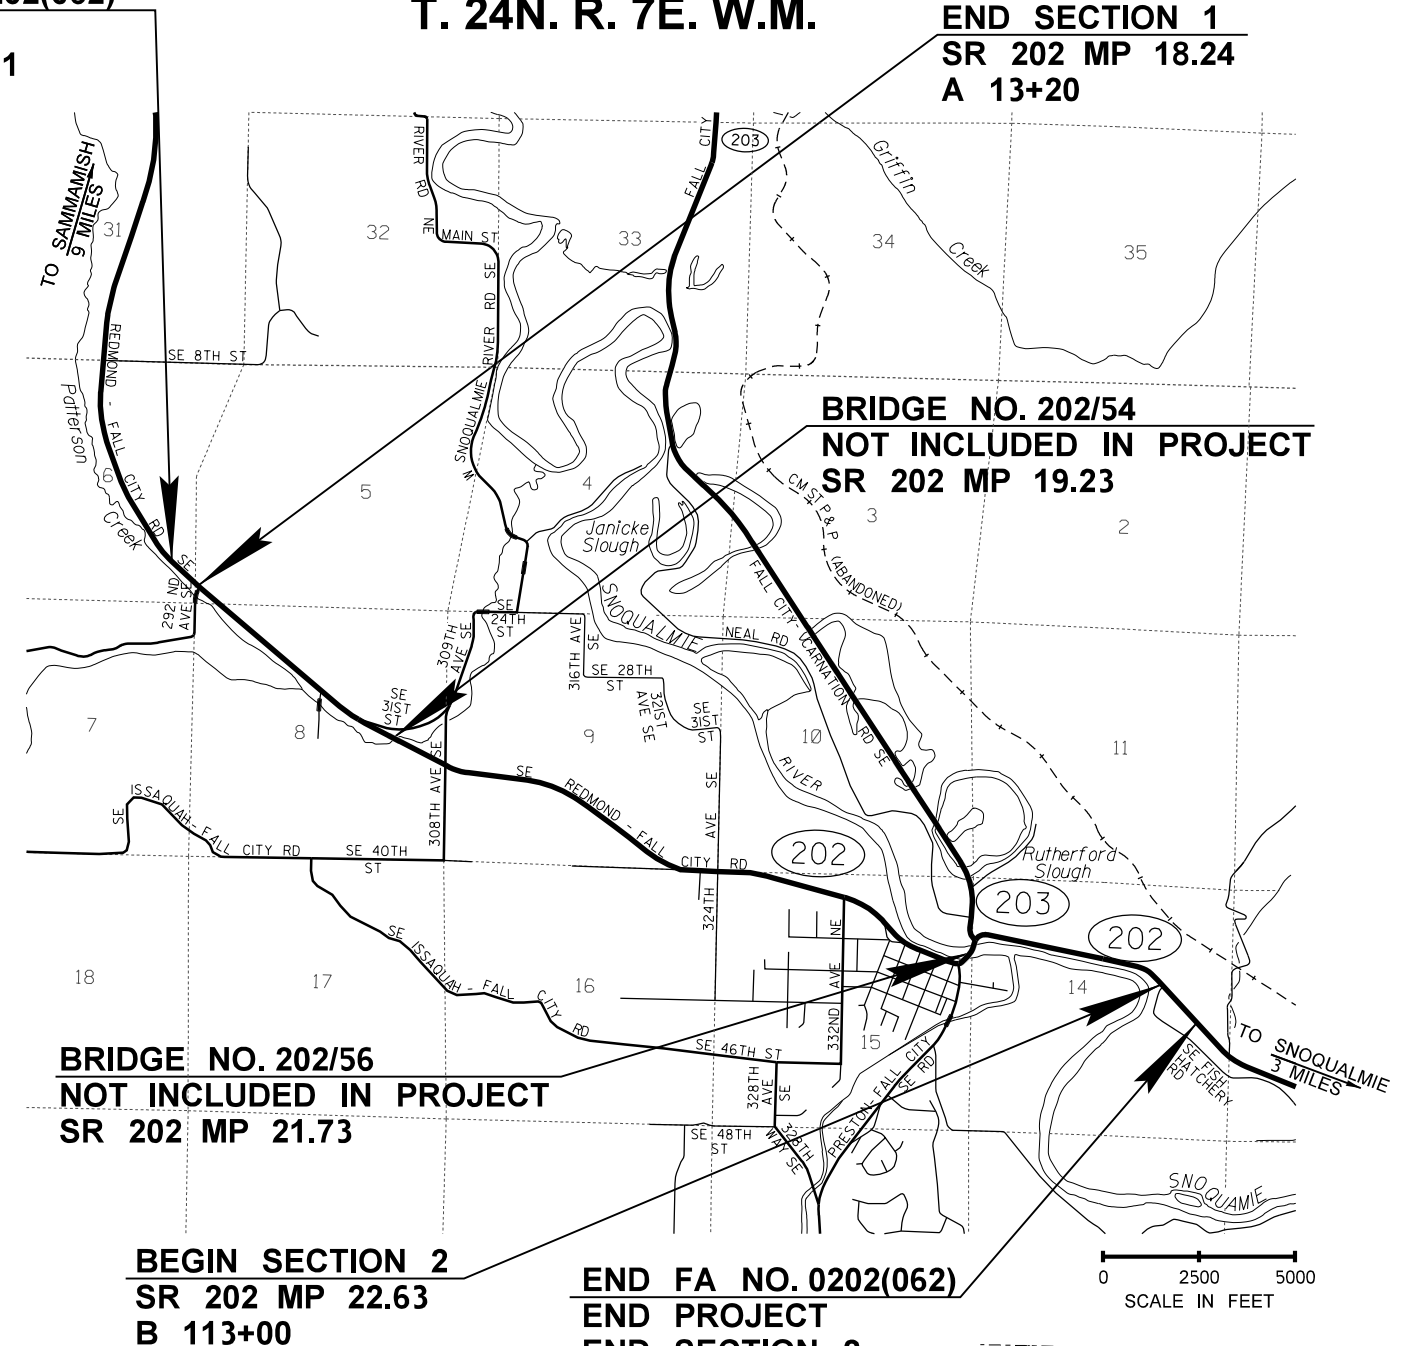 T. 24N. R. 7E. W.M.
1
END SECTION 1
SR 202 MP 18.24
A 13+20
TO SAMMAMISH
9 MILES
31
32
33
34
35
RIVER RD NE
MAIN ST
FALL CITY
203
Griffin
Creek
REDMOND - FALL CITY RD SE
SE 8TH ST
W SNOQUALMIE RIVER RD SE
Patterson
Creek
6
5
4
3
2
BRIDGE NO. 202/54
NOT INCLUDED IN PROJECT
SR 202 MP 19.23
CM ST P & P (ABANDONED)
Janicke
Slough
292 ND
AVE SE
SE
24TH
ST
309TH
AVE SE
316TH AVE
SE
SE 28TH
ST
321ST
AVE SE
SE
31ST
ST
SNOQUALMIE
NEAL RD
FALL CITY-CARNATION RD SE
SE
31ST
ST
7
8
9
10
11
RIVER
308TH AVE SE
SE REDMOND - FALL CITY RD
324TH AVE SE
SE ISSAQUAH - FALL CITY RD
SE 40TH
ST
202
Rutherford
Slough
203
202
SE ISSAQUAH - FALL CITY RD
332ND AVE NE
18
17
16
15
14
BRIDGE NO. 202/56
NOT INCLUDED IN PROJECT
SR 202 MP 21.73
SE 46TH ST
328TH
AVE
SE
PRESTON-FALL CITY
SE RD
SE 48TH
ST
328TH
WAY SE
SE FISH
HATCHERY
RD
TO SNOQUALMIE
3 MILES
SNOQUAMIE
BEGIN SECTION 2
SR 202 MP 22.63
B 113+00
END FA NO. 0202(062)
END PROJECT
0 2500 5000
SCALE IN FEET